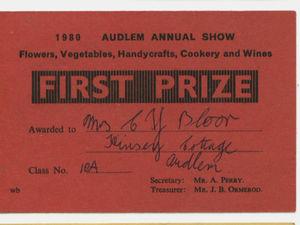 1980 AUDLEM ANNUAL SHOW
Flowers, Vegetables, Handycrafts, Cookery and Wines
FIRST PRIZE
Awarded to Mrs C Y Bloor
Kinsey Cottage
Audlem
Class No. 10A
Secretary: MR. A. PERRY.
wb Treasurer: MR. J. B. ORMEROD.